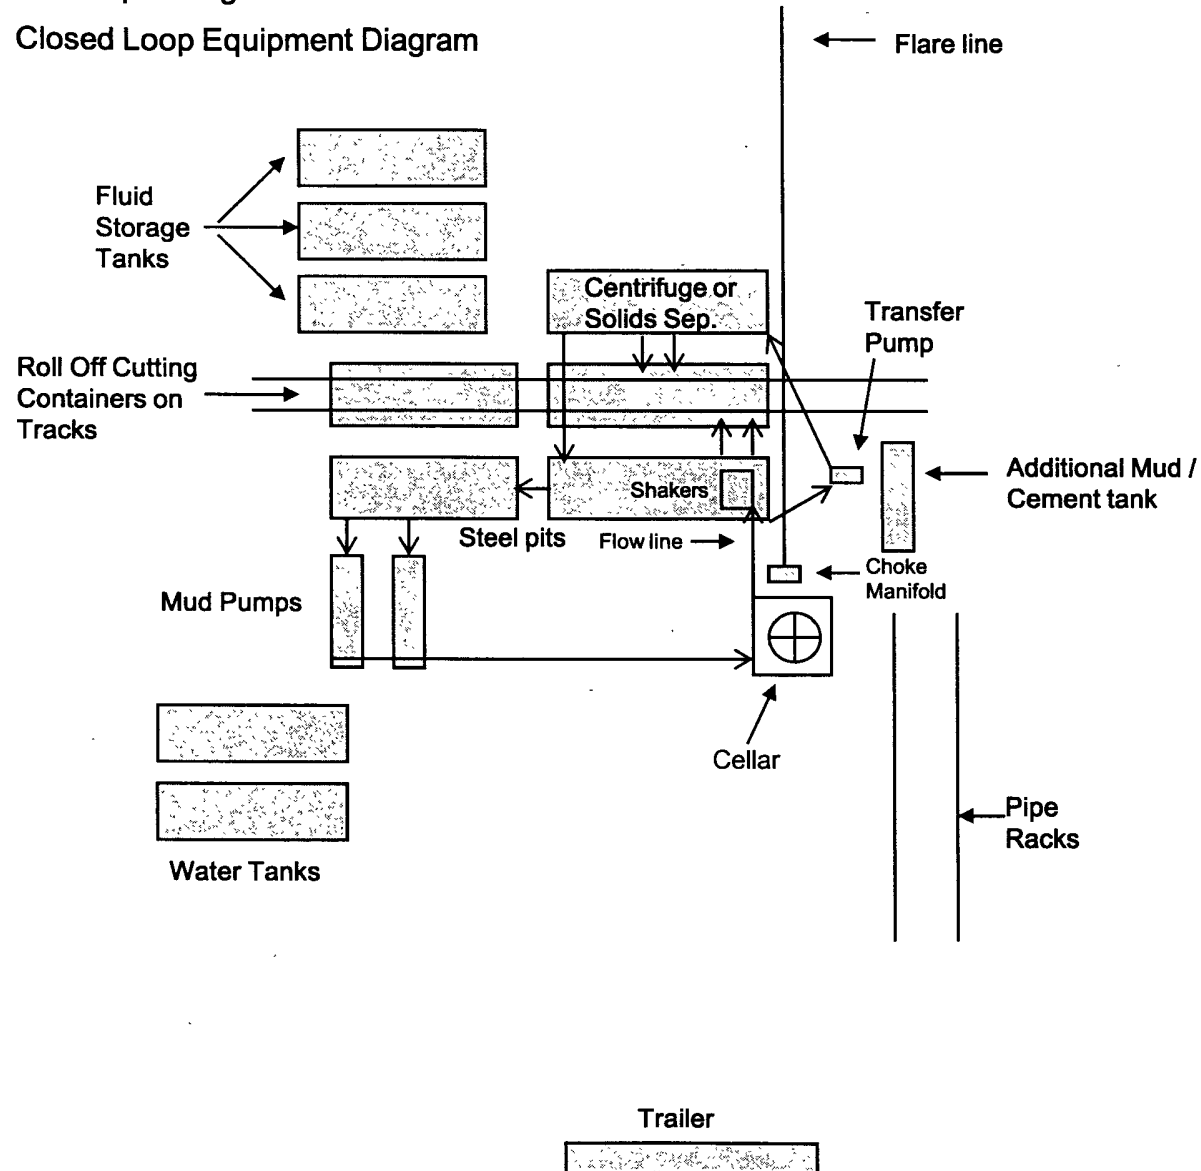 Closed Loop Equipment Diagram
Flare line
Fluid
Storage
Tanks
Centrifuge or
Solids Sep.
Transfer
Pump
Roll Off Cutting
Containers on
Tracks
Additional Mud /
Cement tank
Shakers
Steel pits
Flow line
Choke
Manifold
Mud Pumps
Cellar
Pipe
Racks
Water Tanks
Trailer